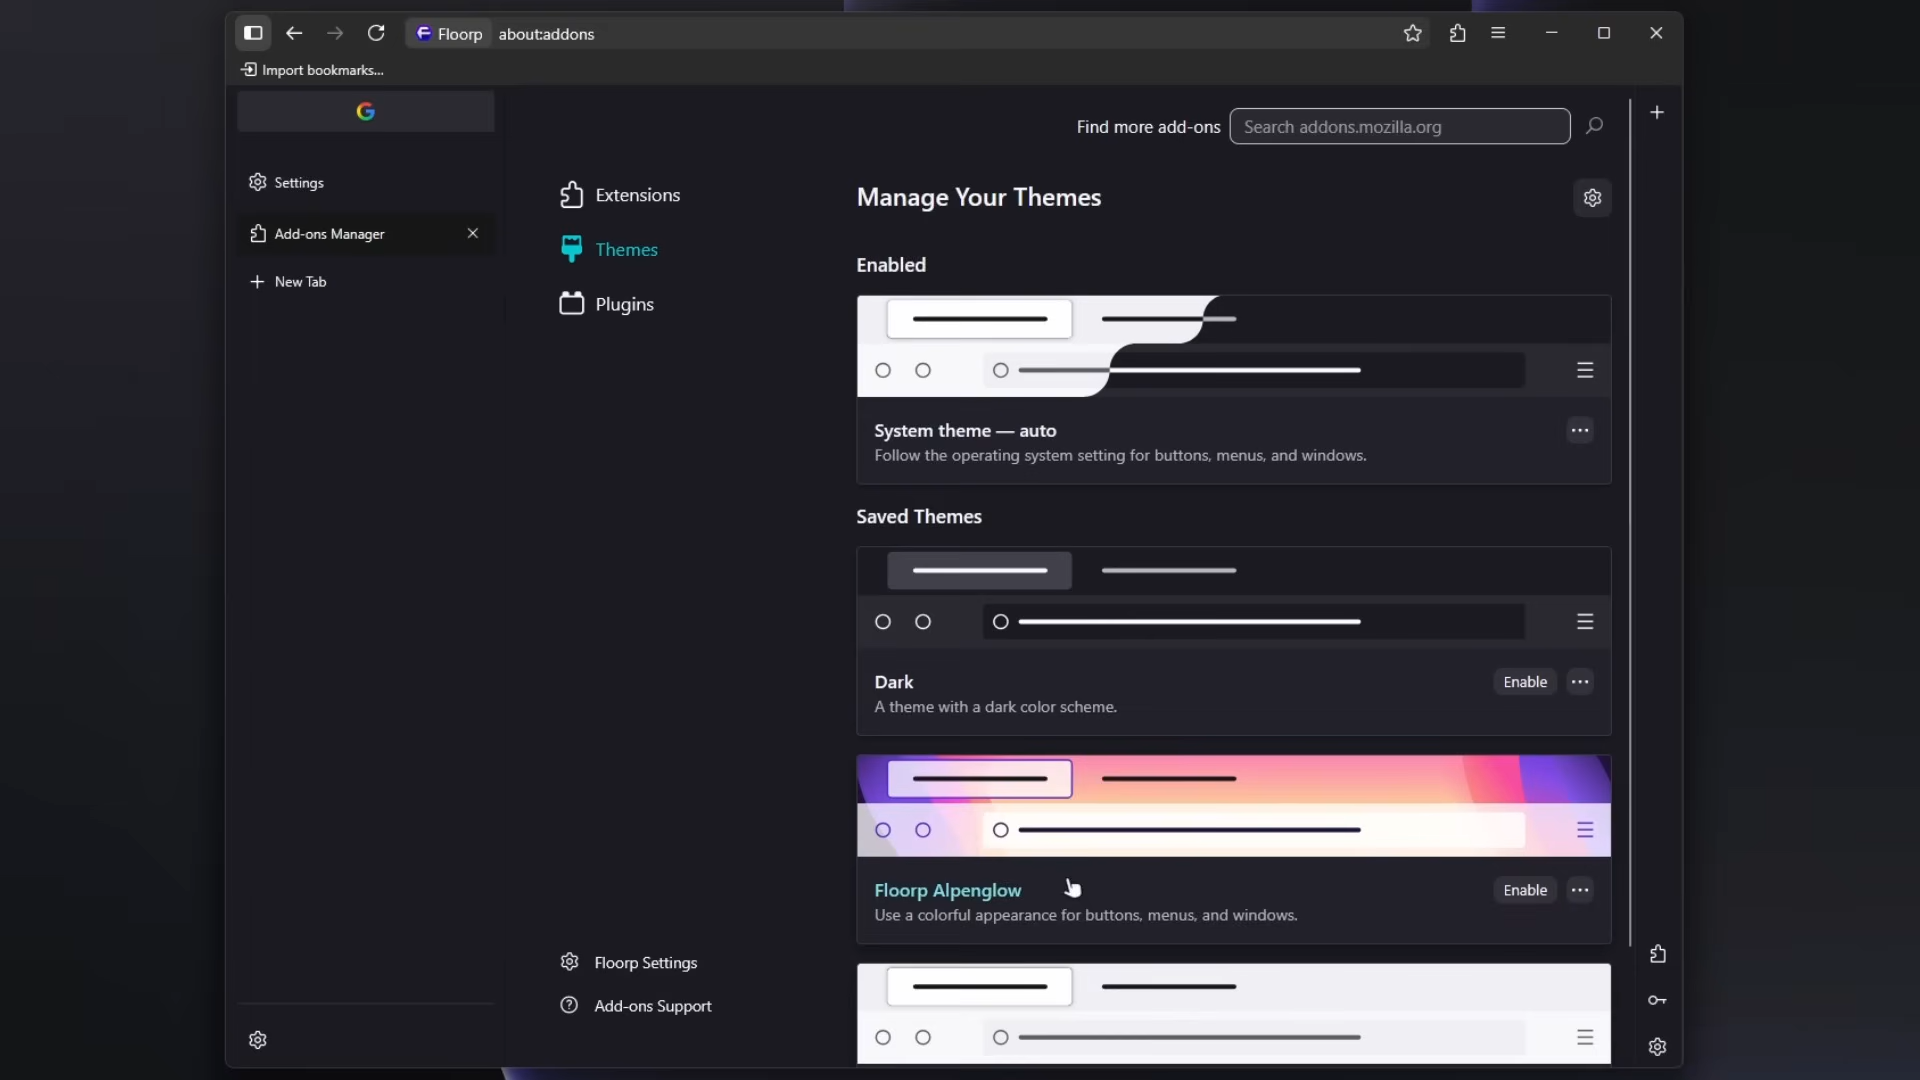 Floorp about:addons
Import bookmarks...
Find more add-ons Search addons.mozilla.org
Settings
Add-ons Manager
New Tab
Extensions
Themes
Plugins
Manage Your Themes
Enabled
System theme — auto
Follow the operating system setting for buttons, menus, and windows.
Saved Themes
Dark
Enable
A theme with a dark color scheme.
Floorp Alpenglow
Enable
Use a colorful appearance for buttons, menus, and windows.
Floorp Settings
Add-ons Support